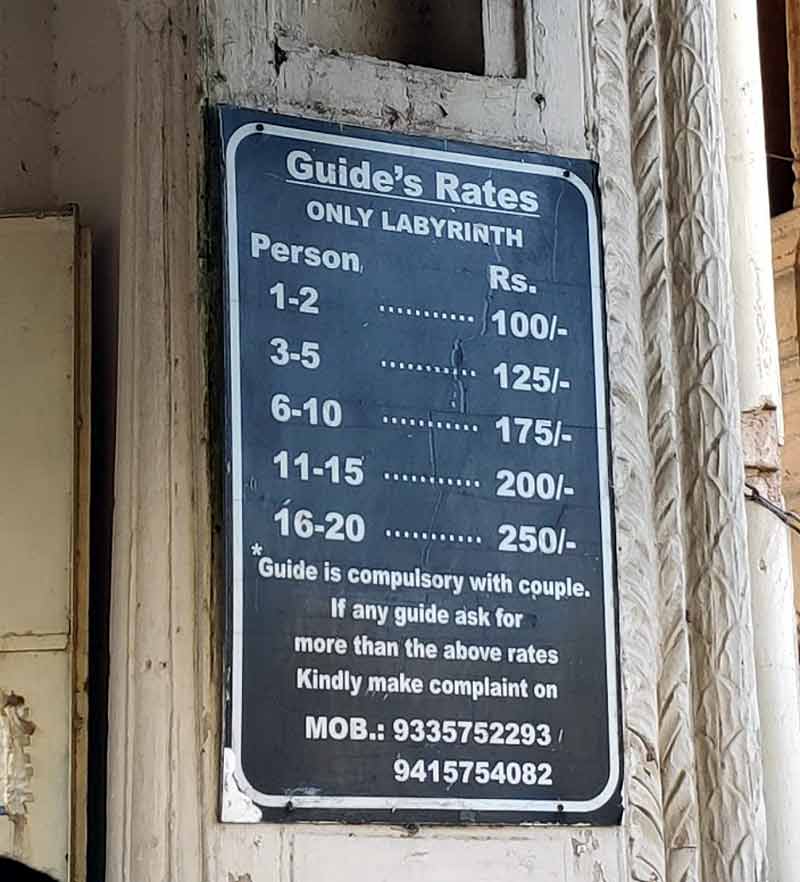 Guide's Rates
ONLY LABYRINTH
Person Rs.
1-2 ........... 100/-
3-5 ........... 125/-
6-10 ........... 175/-
11-15 ........... 200/-
16-20 ........... 250/-
*Guide is compulsory with couple.
If any guide ask for
more than the above rates
Kindly make complaint on
MOB.: 9335752293 /
9415754082